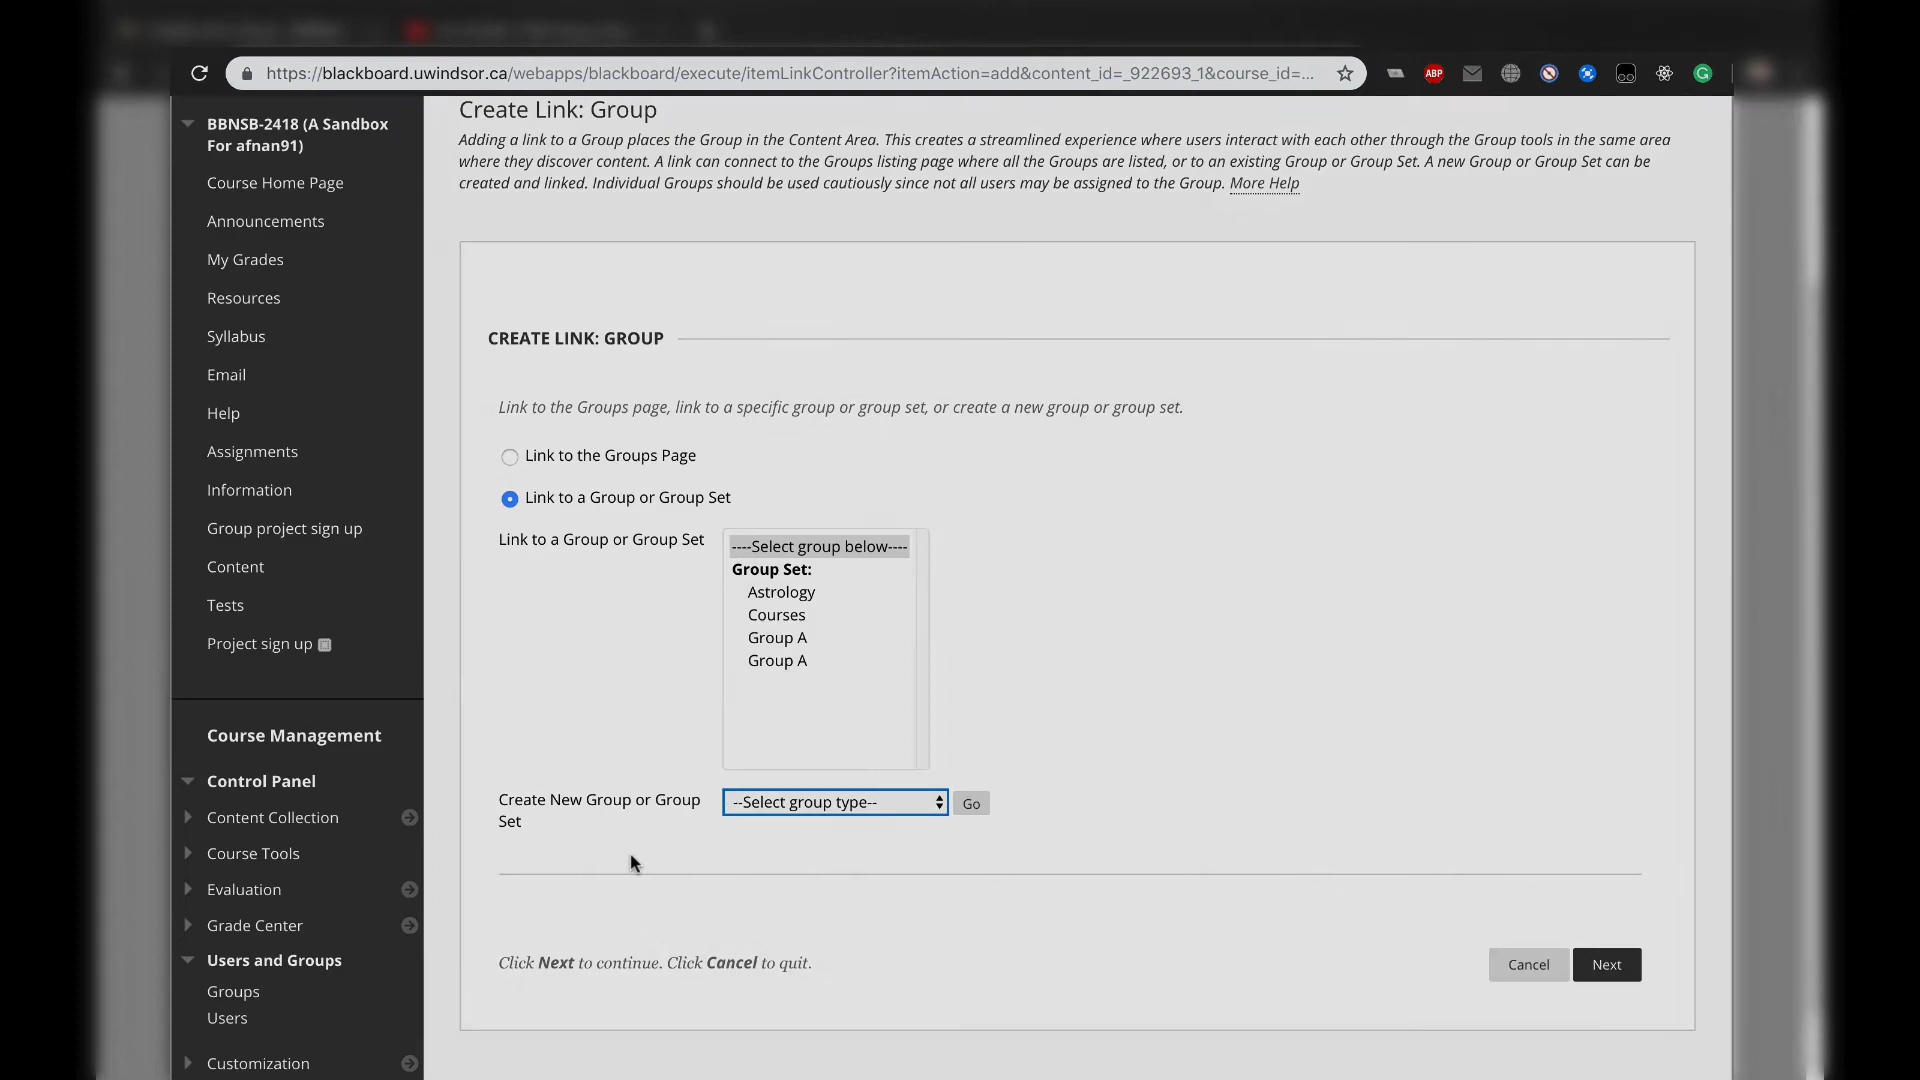 https://blackboard.uwindsor.ca/webapps/blackboard/execute/itemLinkController?itemAction=add&content_id=_922693_1&course_id=...
ABP
BBNSB-2418 (A Sandbox
For afnan91)
Course Home Page
Announcements
My Grades
Resources
Syllabus
Email
Help
Assignments
Information
Group project sign up
Content
Tests
Project sign up
Course Management
Control Panel
Content Collection
Course Tools
Evaluation
Grade Center
Users and Groups
Groups
Users
Customization
Create Link: Group
Adding a link to a Group places the Group in the Content Area. This creates a streamlined experience where users interact with each other through the Group tools in the same area
where they discover content. A link can connect to the Groups listing page where all the Groups are listed, or to an existing Group or Group Set. A new Group or Group Set can be
created and linked. Individual Groups should be used cautiously since not all users may be assigned to the Group. More Help
CREATE LINK: GROUP
Link to the Groups page, link to a specific group or group set, or create a new group or group set.
Link to the Groups Page
Link to a Group or Group Set
Link to a Group or Group Set
----Select group below----
Group Set:
Astrology
Courses
Group A
Group A
Create New Group or Group
Set
--Select group type--
Go
Click Next to continue. Click Cancel to quit.
Cancel
Next